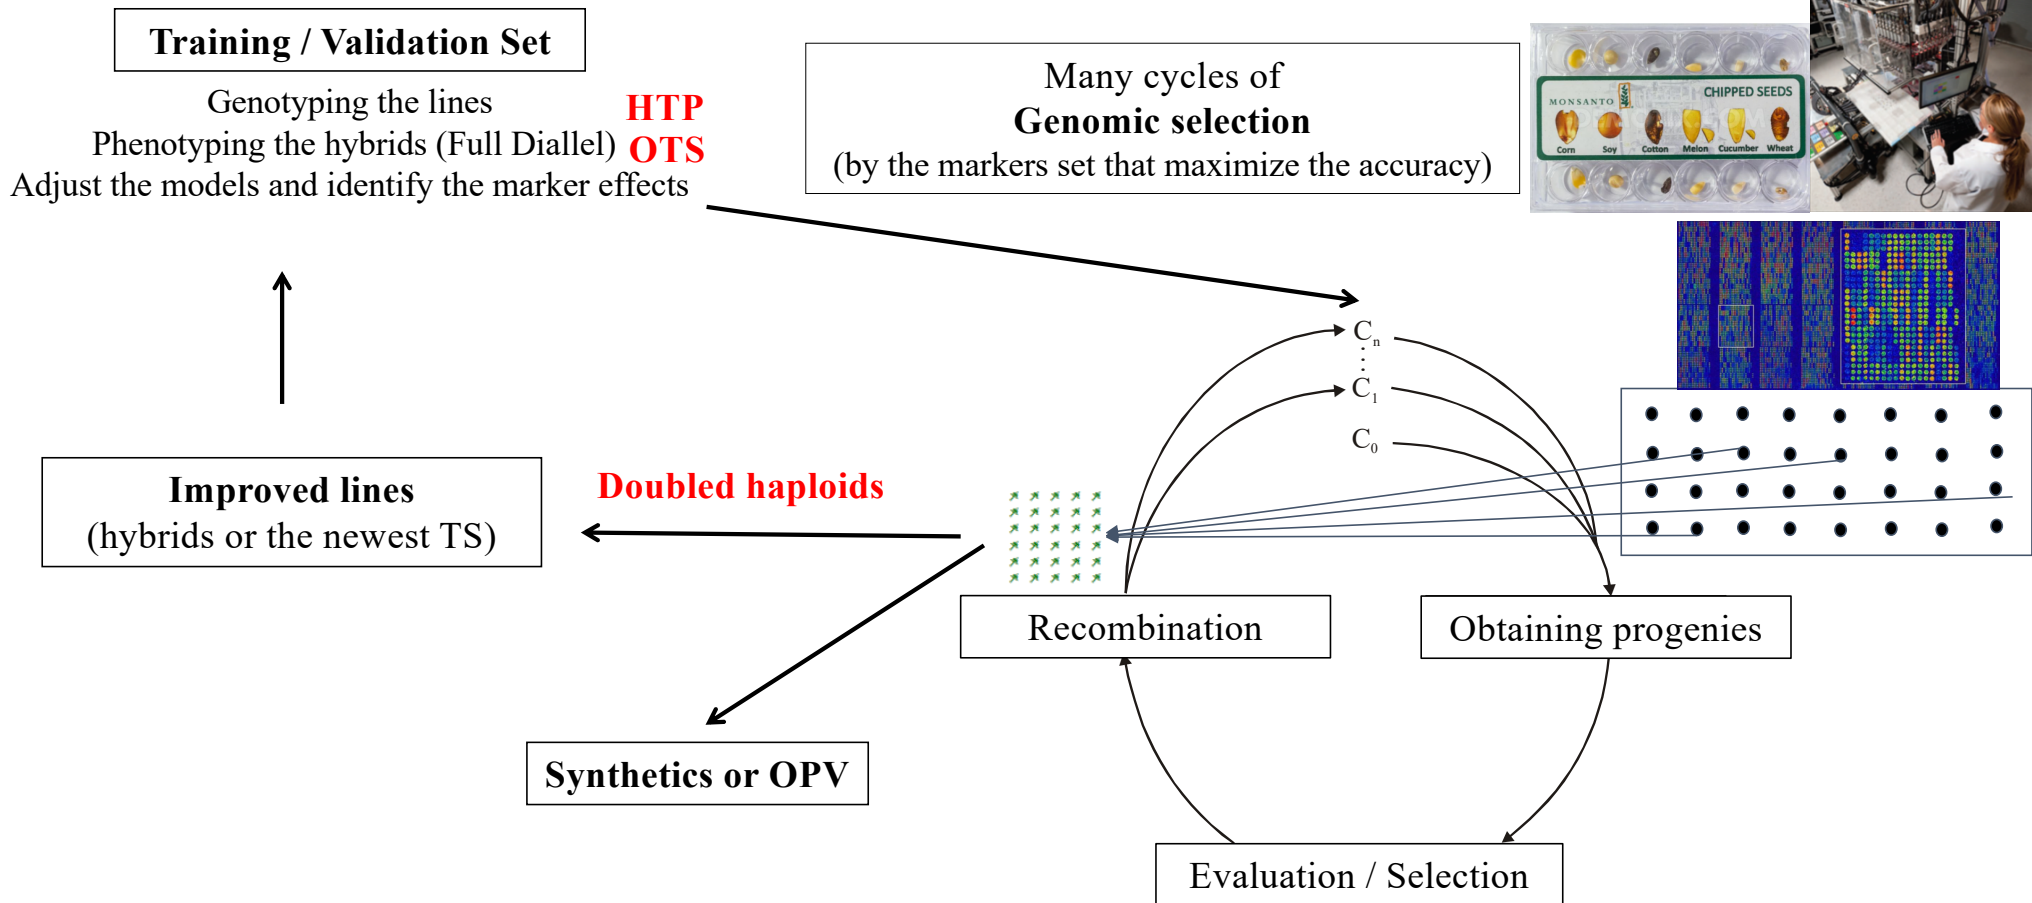 Training / Validation Set
Genotyping the lines
Phenotyping the hybrids (Full Diallel)
Adjust the models and identify the marker effects
HTP
OTS
Many cycles of
Genomic selection
(by the markers set that maximize the accuracy)
MONSANTO
CHIPPED SEEDS
Corn Soy Cotton Melon Cucumber Wheat
Cn
C1
C0
Improved lines
(hybrids or the newest TS)
Doubled haploids
Recombination
Obtaining progenies
Synthetics or OPV
Evaluation / Selection